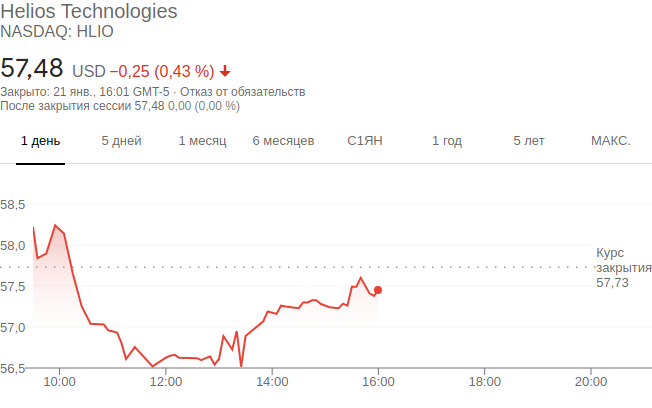 Helios Technologies
NASDAQ: HLIO
57,48 USD −0,25 (0,43 %)
Закрыто: 21 янв., 16:01 GMT-5 · Отказ от обязательств
После закрытия сессии 57,48 0,00 (0,00 %)
1 день 5 дней 1 месяц 6 месяцев С1ЯН 1 год 5 лет МАКС.
58,5
58,0
Курс
закрытия
57,73
57,5
57,0
56,5
10:00 12:00 14:00 16:00 18:00 20:00